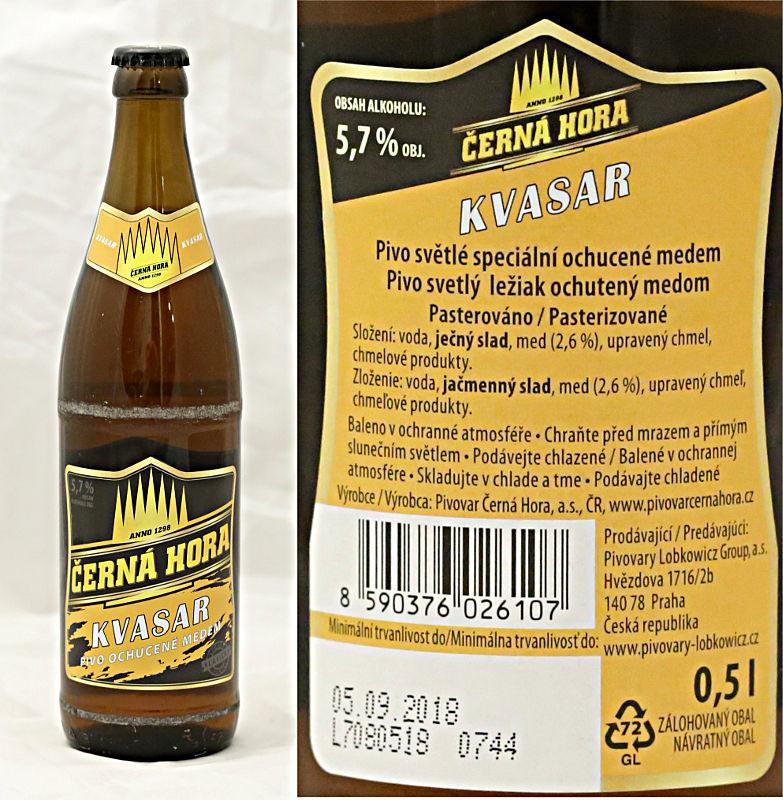 KVASAR
KVASAR
ČERNÁ HORA
ANNO 1298
5,7 %
ANNO 1298
ČERNÁ HORA
KVASAR
PIVO OCHUCENÉ MEDEM
OBSAH ALKOHOLU:
5,7 % OBJ.
ANNO 1298
ČERNÁ HORA
KVASAR
Pivo světlé speciální ochucené medem
Pivo svetlý ležiak ochutený medom
Pasterováno / Pasterizované
Složení: voda, ječný slad, med (2,6 %), upravený chmel,
chmelové produkty.
Zloženie: voda, jačmenný slad, med (2,6 %), upravený chmeľ,
chmeľové produkty.
Baleno v ochranné atmosféře • Chraňte před mrazem a přímým
slunečním světlem • Podávejte chlazené / Balené v ochrannej
atmosfére • Skladujte v chlade a tme • Podávajte chladené
Výrobce / Výrobca: Pivovar Černá Hora, a.s., ČR, www.pivovarcernahora.cz
8 590376 026107
Prodávající / Predávajúci:
Pivovary Lobkowicz Group, a.s.
Hvězdova 1716/2b
140 78 Praha
Česká republika
www.pivovary-lobkowicz.cz
Minimální trvanlivost do/Minimálna trvanlivosť do:
05.09.2018
L7080518 0744
0,5 l
72
GL
ZÁLOHOVANÝ OBAL
NÁVRATNÝ OBAL